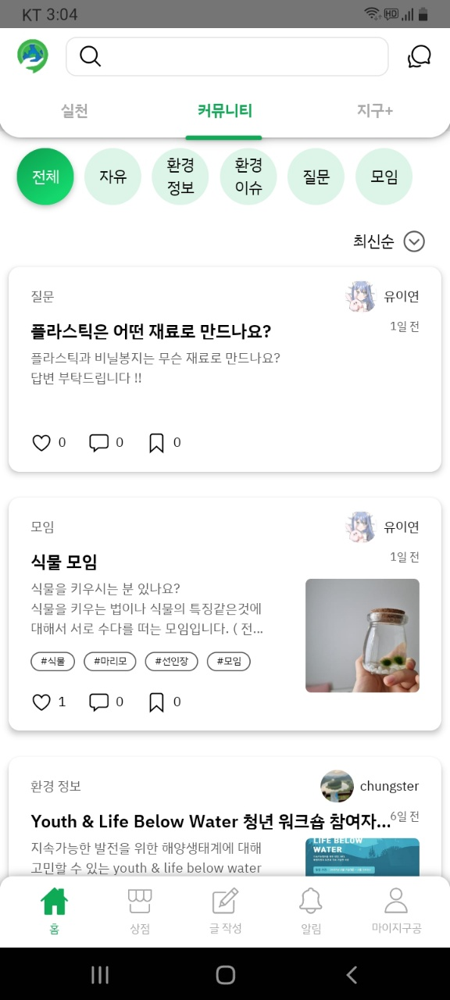 KT 3:04
HD
실천
커뮤니티
지구+
전체
자유
환경
정보
환경
이슈
질문
모임
최신순
질문
유이연
플라스틱은 어떤 재료로 만드나요?
1일 전
플라스틱과 비닐봉지는 무슨 재료로 만드나요?
답변 부탁드립니다 !!
0
0
0
모임
유이연
식물 모임
1일 전
식물을 키우시는 분 있나요?
식물을 키우는 법이나 식물의 특징같은것에
대해서 서로 수다를 떠는 모임입니다. ( 전...
#식물
#마리모
#선인장
#모임
1
0
0
환경 정보
chungster
Youth & Life Below Water 청년 워크숍 참여자...
6일 전
지속가능한 발전을 위한 해양생태계에 대해
고민할 수 있는 youth & life below water
LIFE BELOW
WATER
홈
상점
글 작성
알림
마이지구공